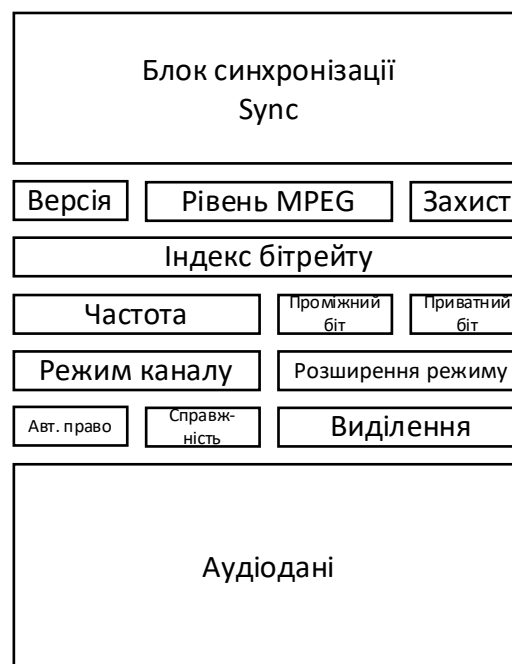 Блок синхронізації
Sync
Версія Рівень MPEG Захист
Індекс бітрейту
Частота Проміжний біт Приватний біт
Режим каналу Розширення режиму
Авт. право Справж-
ність Виділення
Аудіодані